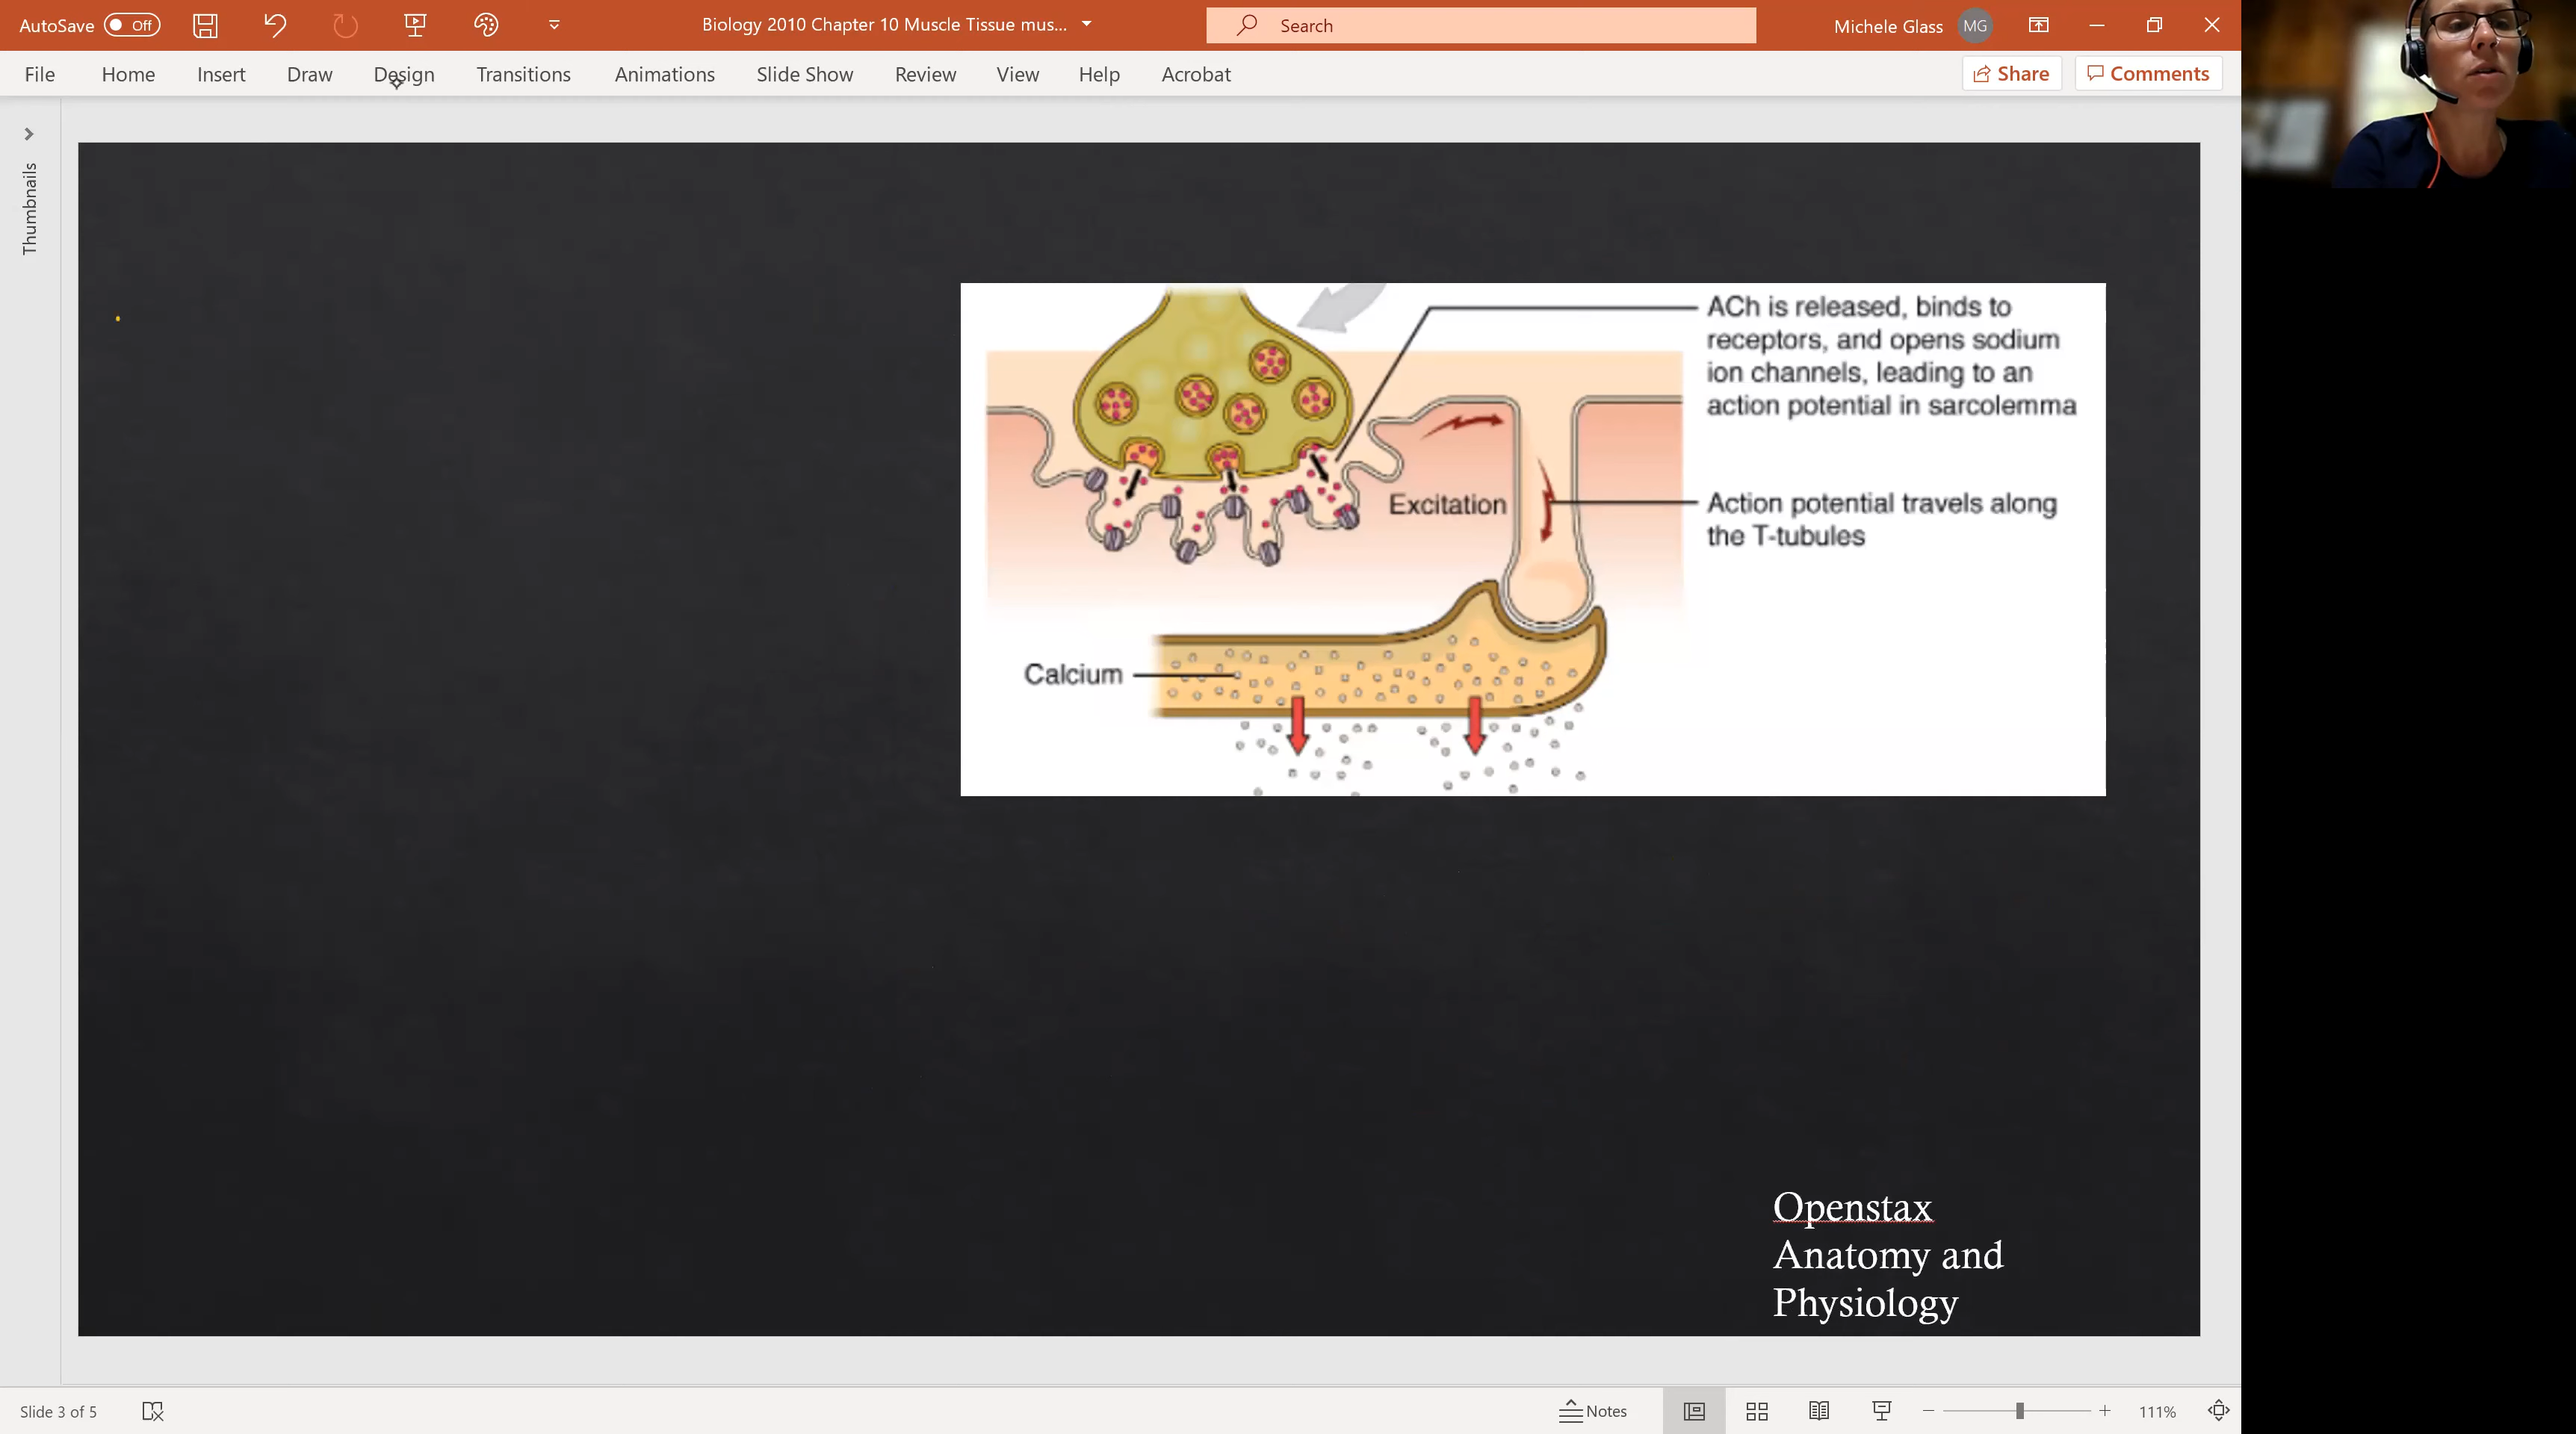 AutoSave Off
Biology 2010 Chapter 10 Muscle Tissue mus...
Search
Michele Glass MG
File Home Insert Draw Design Transitions Animations Slide Show Review View Help Acrobat
Share Comments
Thumbnails
ACh is released, binds to
receptors, and opens sodium
ion channels, leading to an
action potential in sarcolemma
Excitation
Action potential travels along
the T-tubules
Calcium
Openstax
Anatomy and
Physiology
Slide 3 of 5
Notes
111%